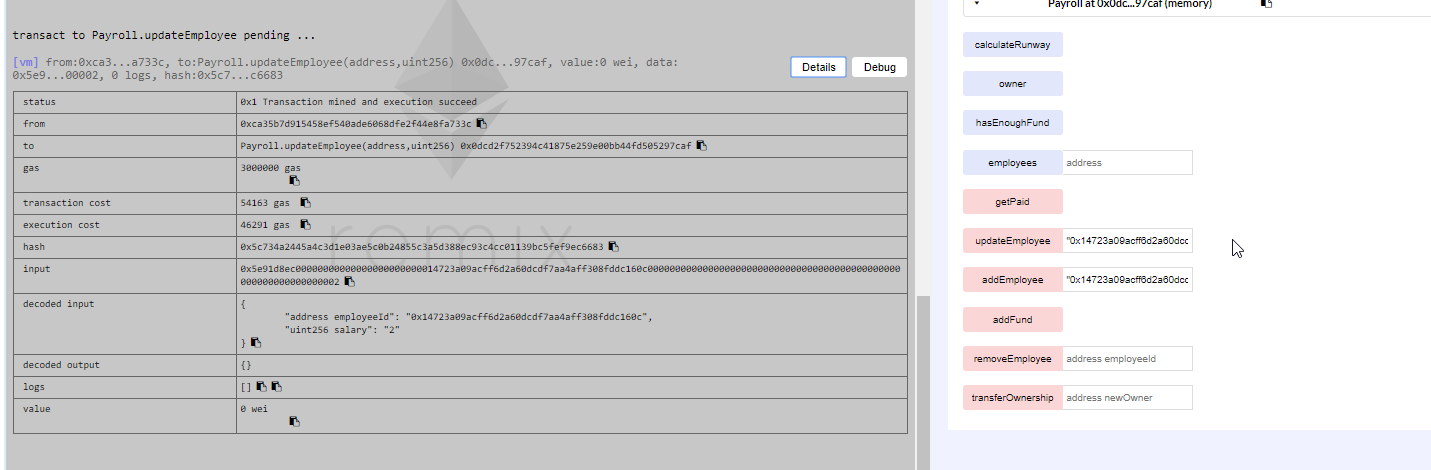 transact to Payroll.updateEmployee pending ...
[vm] from:0xca3...a733c, to:Payroll.updateEmployee(address,uint256) 0x0dc...97caf, value:0 wei, data:
0x5e9...00002, 0 logs, hash:0x5c7...c6683
Details
Debug
status
0x1 Transaction mined and execution succeed
from
0xca35b7d915458ef540ade6068dfe2f44e8fa733c
to
Payroll.updateEmployee(address,uint256) 0x0dcd2f752394c41875e259e00bb44fd505297caf
gas
3000000 gas
transaction cost
54163 gas
execution cost
46291 gas
hash
0x5c734a2445a4c3d1e03ae5c0b24855c3a5d388ec93c4cc01139bc5fef9ec6683
input
0x5e91d8ec00000000000000000000000014723a09acff6d2a60dcdf7aa4aff308fddc160c00000000000000000000000000000000000000000000
00000000000000000002
decoded input
{
"address employeeId": "0x14723a09acff6d2a60dcdf7aa4aff308fddc160c",
"uint256 salary": "2"
}
decoded output
{}
logs
[]
value
0 wei
remix
Payroll at 0x0dc...97caf (memory)
calculateRunway
owner
hasEnoughFund
employees
address
getPaid
updateEmployee
"0x14723a09acff6d2a60dcc
addEmployee
"0x14723a09acff6d2a60dcc
addFund
removeEmployee
address employeeId
transferOwnership
address newOwner